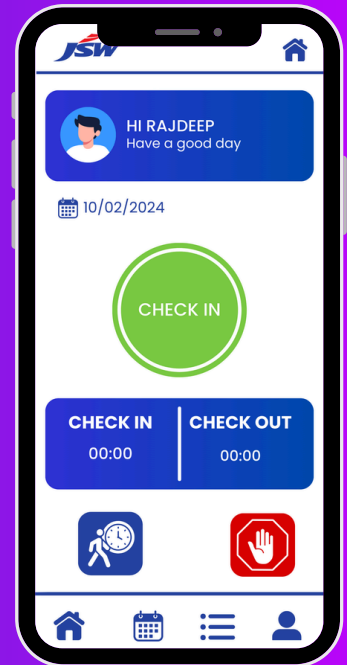 JSW
HI RAJDEEP
Have a good day
10/02/2024
CHECK IN
CHECK IN
CHECK OUT
00:00
00:00